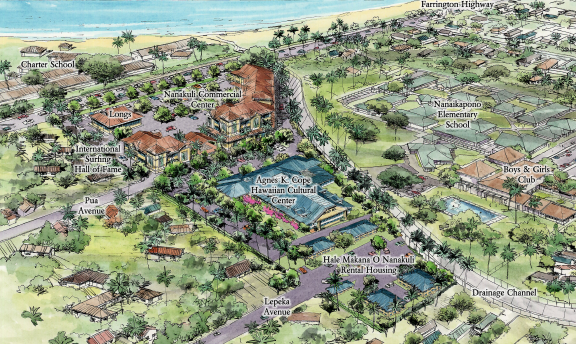 Farrington Highway
Charter School
Nanakuli Commercial
Center
Longs
Nanaikapono
Elementary
School
International
Surfing
Hall of Fame
Boys & Girls
Club
Agnes K. Cope
Hawaiian Cultural
Center
Pua
Avenue
Hale Makana O Nanakuli
Rental Housing
Drainage Channel
Lepeka
Avenue